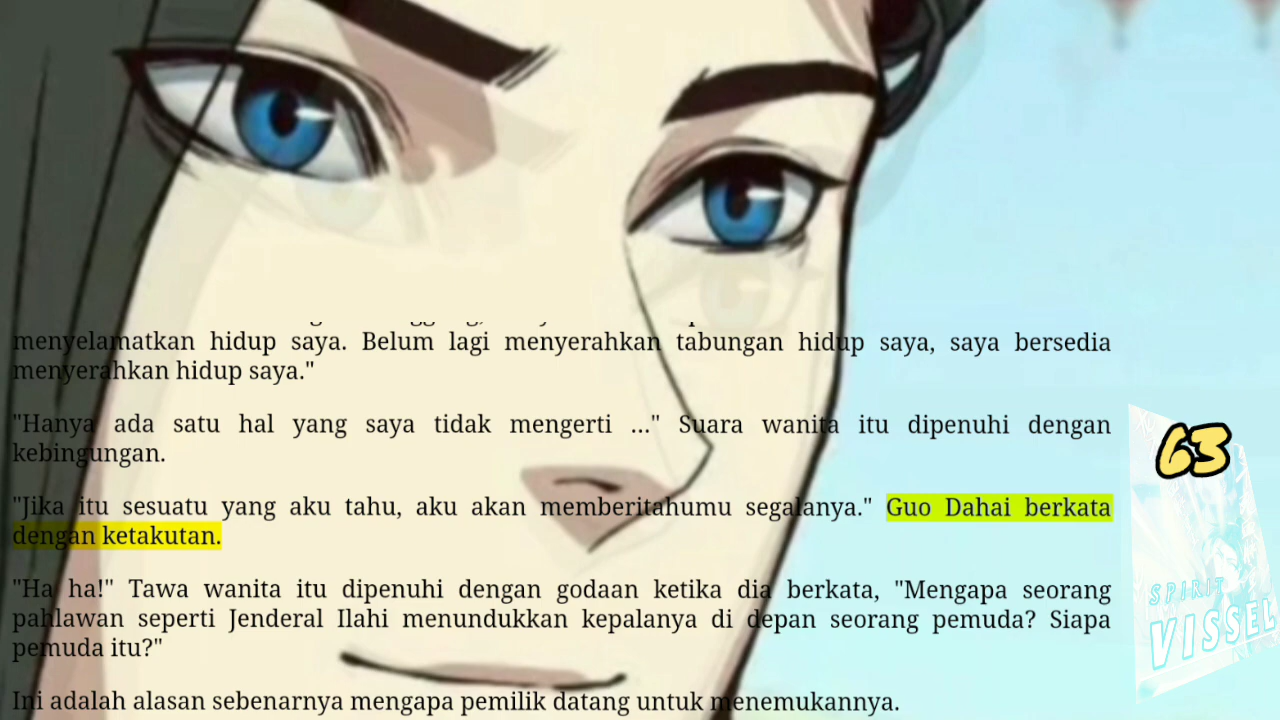 menyelamatkan hidup saya. Belum lagi menyerahkan tabungan hidup saya, saya bersedia
menyerahkan hidup saya."
"Hanya ada satu hal yang saya tidak mengerti ..." Suara wanita itu dipenuhi dengan
kebingungan.
"Jika itu sesuatu yang aku tahu, aku akan memberitahumu segalanya." Guo Dahai berkata
dengan ketakutan.
"Ha ha!" Tawa wanita itu dipenuhi dengan godaan ketika dia berkata, "Mengapa seorang
pahlawan seperti Jenderal Ilahi menundukkan kepalanya di depan seorang pemuda? Siapa
pemuda itu?"
Ini adalah alasan sebenarnya mengapa pemilik datang untuk menemukannya.
63
SPIRIT
VISSEL